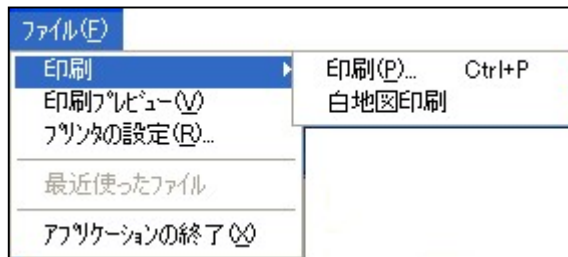 ファイル(F)
印刷
印刷プレビュー(V)
プリンタの設定(R)...
最近使ったファイル
アプリケーションの終了(X)
印刷(P)... Ctrl+P
白地図印刷